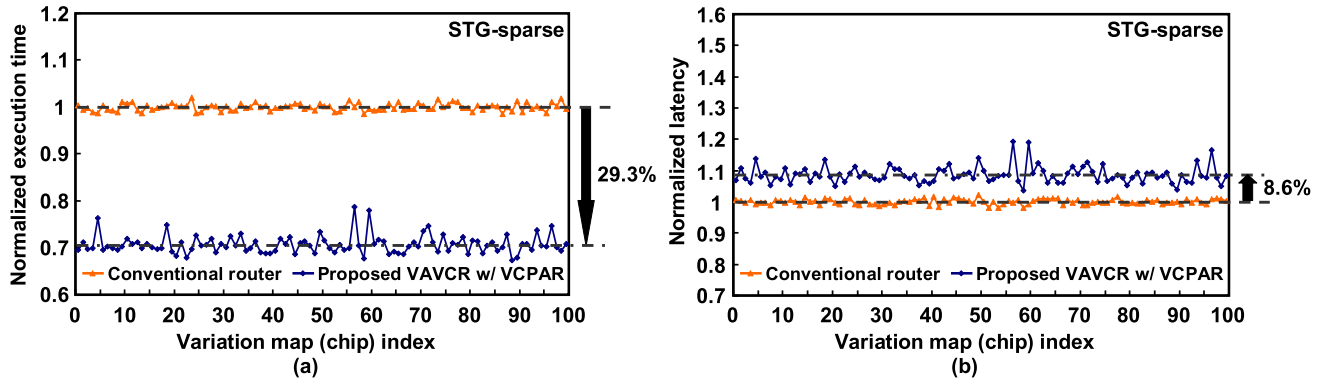 Normalized execution time
1.2
1.1
1
0.9
0.8
0.7
0.6
STG-sparse
29.3%
Conventional router
Proposed VAVCR w/ VCPAR
0 10 20 30 40 50 60 70 80 90 100
Variation map (chip) index
(a)
Normalized latency
1.6
1.5
1.4
1.3
1.2
1.1
1
0.9
0.8
0.7
STG-sparse
8.6%
Conventional router
Proposed VAVCR w/ VCPAR
0 10 20 30 40 50 60 70 80 90 100
Variation map (chip) index
(b)